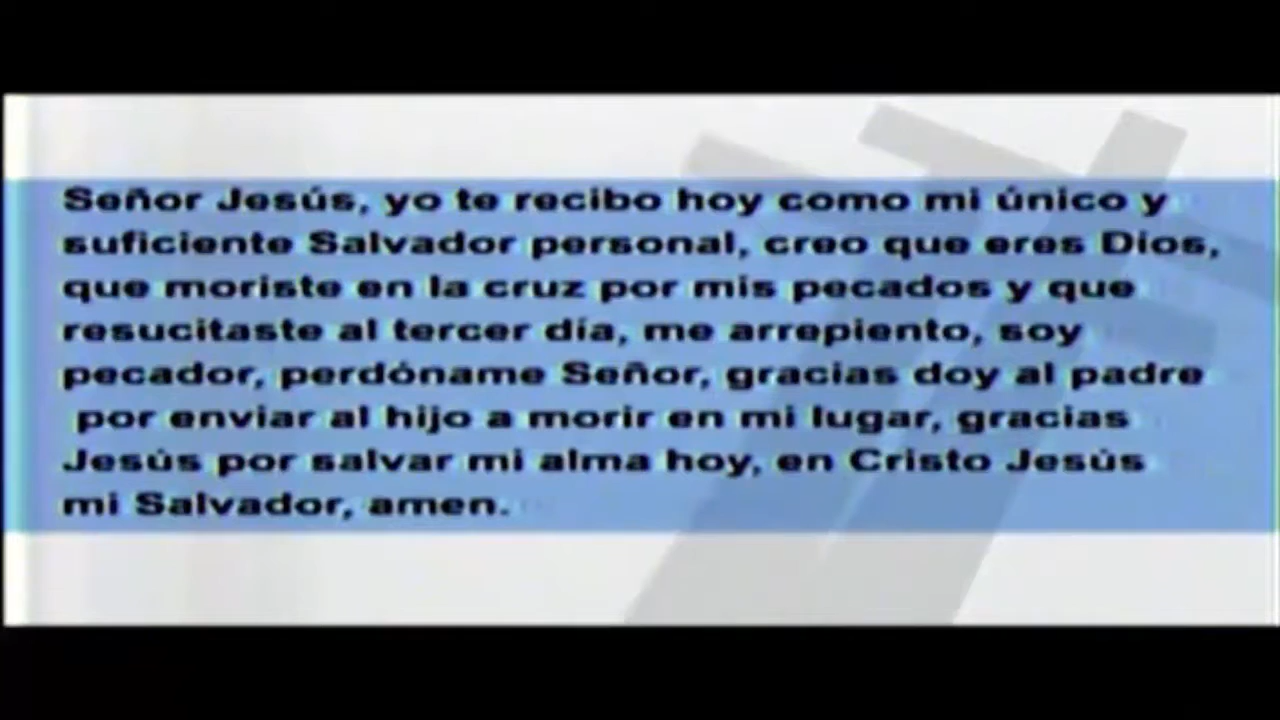 Señor Jesús, yo te recibo hoy como mi único y
suficiente Salvador personal, creo que eres Dios,
que moriste en la cruz por mis pecados y que
resucitaste al tercer día, me arrepiento, soy
pecador, perdóname Señor, gracias doy al padre
por enviar al hijo a morir en mi lugar, gracias
Jesús por salvar mi alma hoy, en Cristo Jesús
mi Salvador, amen.